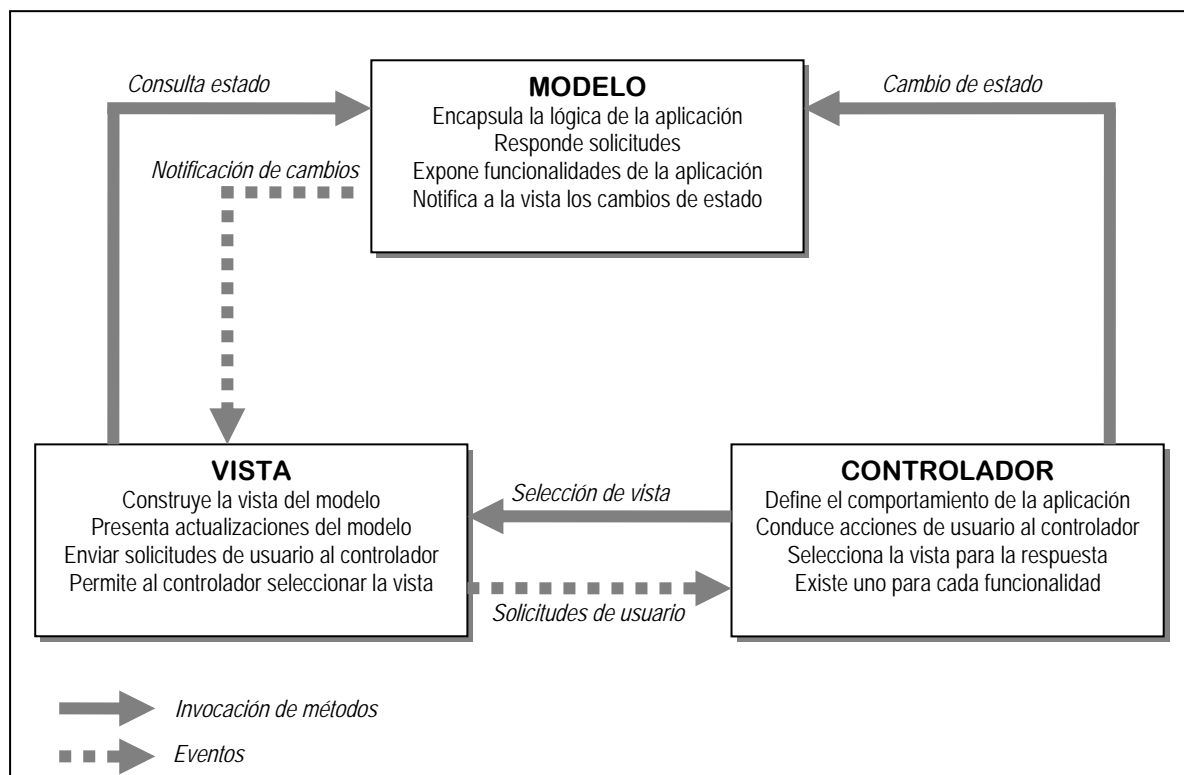 Consulta estado
MODELO
Encapsula la lógica de la aplicación
Responde solicitudes
Expone funcionalidades de la aplicación
Notifica a la vista los cambios de estado
Cambio de estado
Notificación de cambios
VISTA
Construye la vista del modelo
Presenta actualizaciones del modelo
Enviar solicitudes de usuario al controlador
Permite al controlador seleccionar la vista
Selección de vista
Solicitudes de usuario
CONTROLADOR
Define el comportamiento de la aplicación
Conduce acciones de usuario al controlador
Selecciona la vista para la respuesta
Existe uno para cada funcionalidad
Invocación de métodos
Eventos